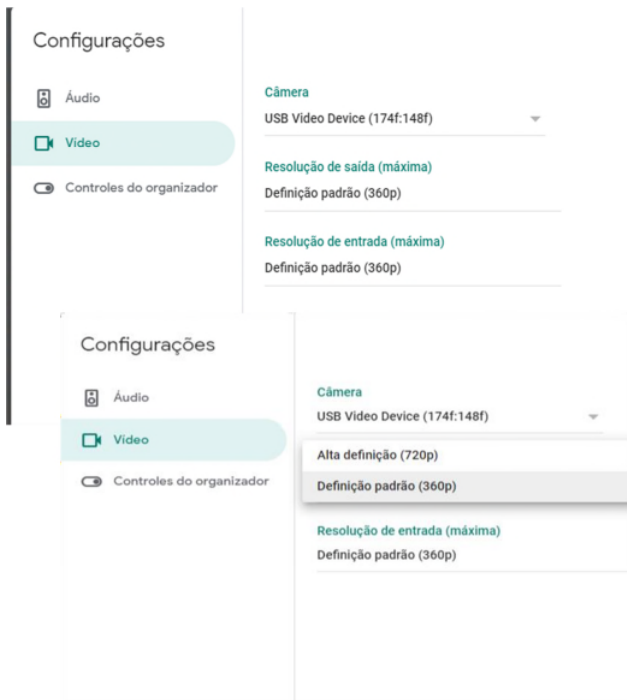 Configurações
Áudio
Vídeo
Controles do organizador
Câmera
USB Video Device (174f:148f)
Resolução de saída (máxima)
Definição padrão (360p)
Resolução de entrada (máxima)
Definição padrão (360p)
Configurações
Áudio
Vídeo
Controles do organizador
Câmera
USB Video Device (174f:148f)
Alta definição (720p)
Definição padrão (360p)
Resolução de entrada (máxima)
Definição padrão (360p)